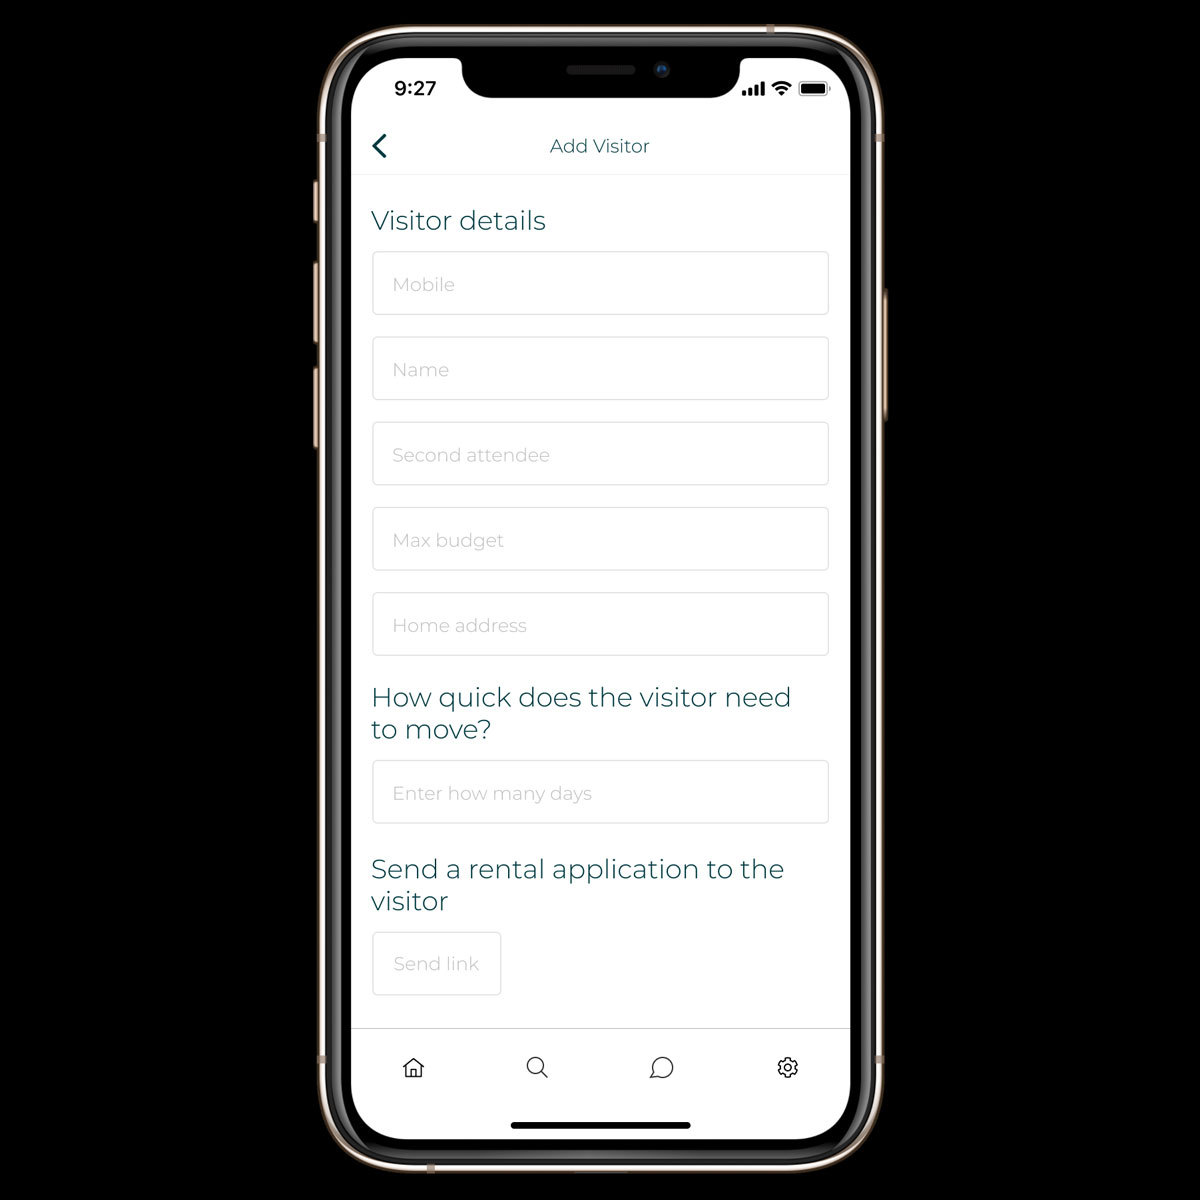 9:27
Add Visitor
Visitor details
Mobile
Name
Second attendee
Max budget
Home address
How quick does the visitor need
to move?
Enter how many days
Send a rental application to the
visitor
Send link